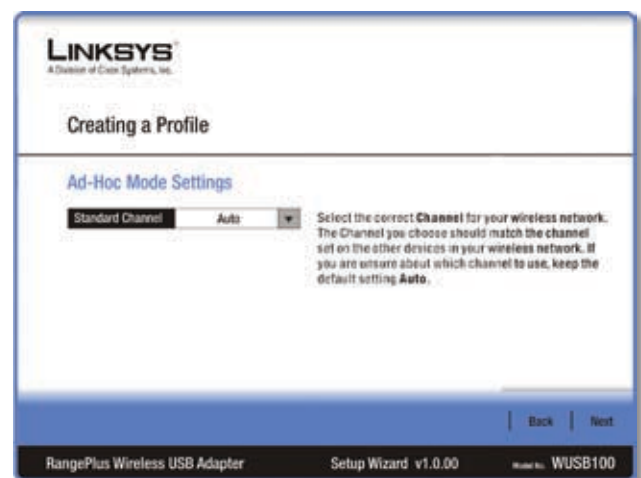 LINKSYS®
A Division of Cisco Systems, Inc.
Creating a Profile
Ad-Hoc Mode Settings
Standard Channel Auto
Select the correct Channel for your wireless network.
The Channel you choose should match the channel
set on the other devices in your wireless network. If
you are unsure about which channel to use, keep the
default setting Auto.
Back Next
RangePlus Wireless USB Adapter Setup Wizard v1.0.00 Model No. WUSB100